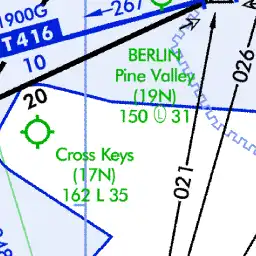 1900G
267
T416
10
20
BERLIN
Pine Valley
(19N)
150 Ⓛ 31
026
021
Cross Keys
(17N)
162 L 35